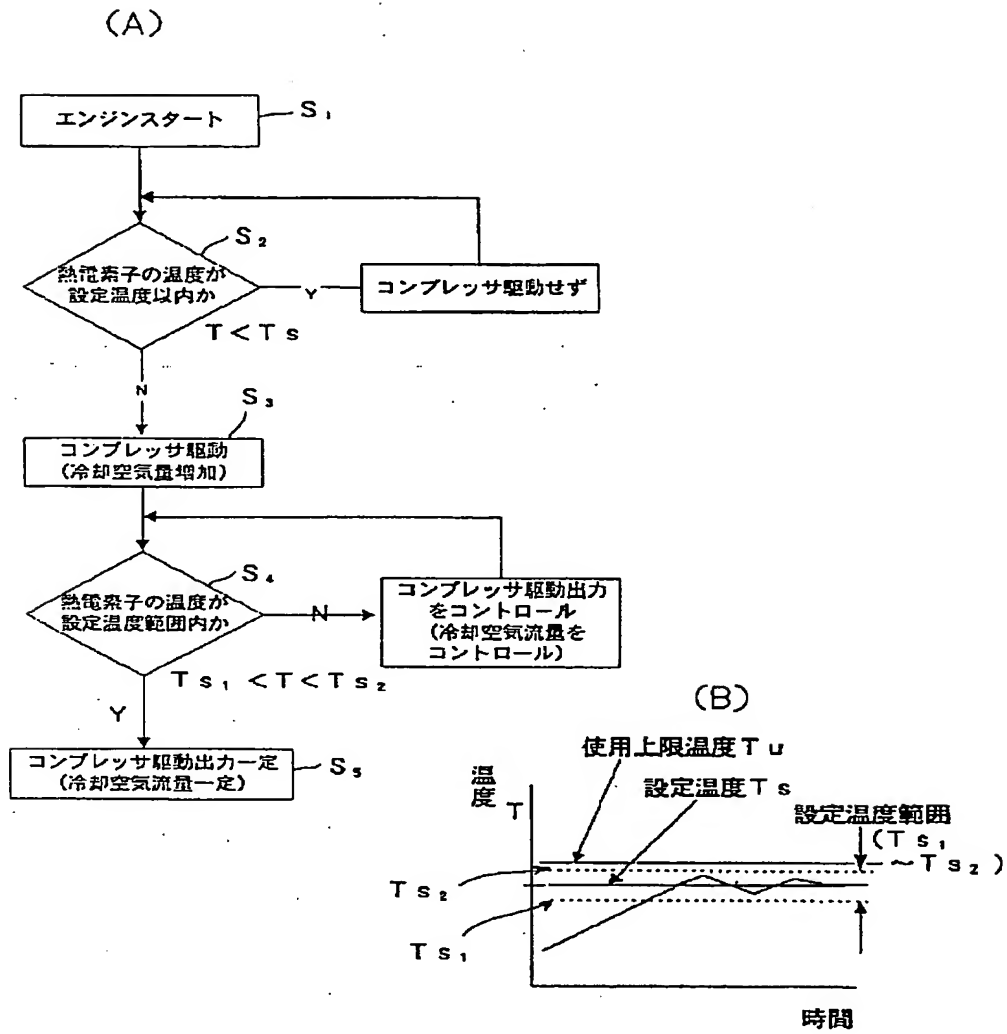 (A)
エンジンスタート
S₁
S₂
熱電素子の温度が
設定温度以内か
Y
コンプレッサ駆動せず
T<Ts
N
S₃
コンプレッサ駆動
(冷却空気量増加)
S₄
熱電素子の温度が
設定温度範囲内か
N
コンプレッサ駆動出力
をコントロール
(冷却空気流量を
コントロール)
Ts₁<T<Ts₂
Y
コンプレッサ駆動出力一定
(冷却空気流量一定)
S₅
(B)
使用上限温度Tu
温度
T
設定温度Ts
設定温度範囲
(Ts₁
～Ts₂)
Ts₂
Ts₁
時間